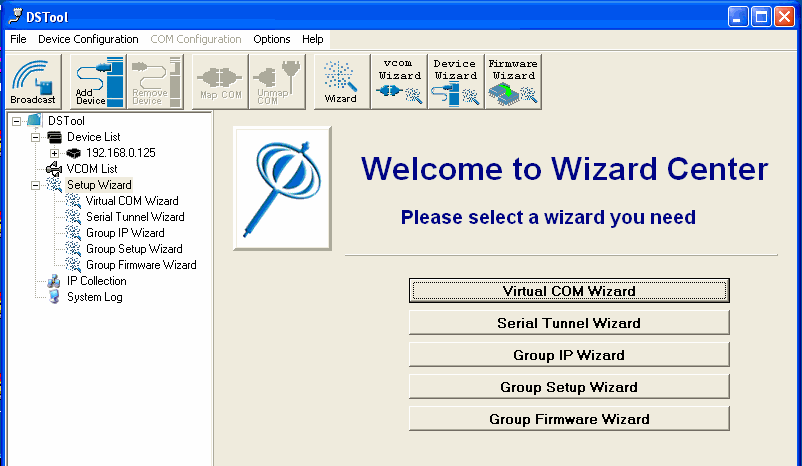 DSTool
File Device Configuration COM Configuration Options Help
Broadcast
Add
Device
Remove
Device
Map COM
Unmap
COM
Wizard
vcom
Wizard
Device
Wizard
Firmware
Wizard
DSTool
Device List
192.168.0.125
VCOM List
Setup Wizard
Virtual COM Wizard
Serial Tunnel Wizard
Group IP Wizard
Group Setup Wizard
Group Firmware Wizard
IP Collection
System Log
Welcome to Wizard Center
Please select a wizard you need
Virtual COM Wizard
Serial Tunnel Wizard
Group IP Wizard
Group Setup Wizard
Group Firmware Wizard